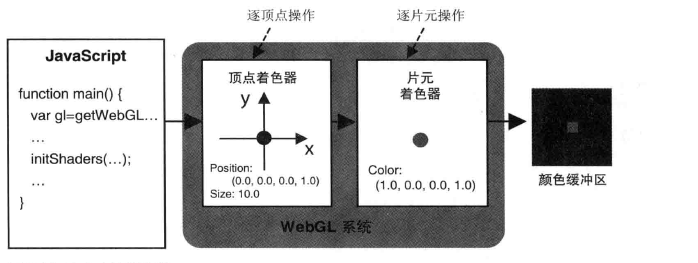 逐顶点操作
逐片元操作
JavaScript
function main() {
var gl=getWebGL…
…
initShaders(…);
…
}
顶点着色器
y
x
Position:
(0.0, 0.0, 0.0, 1.0)
Size: 10.0
片元
着色器
Color:
(1.0, 0.0, 0.0, 1.0)
WebGL 系统
颜色缓冲区